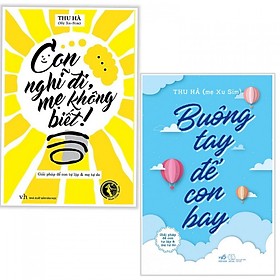 THU HÀ
(Mẹ Xu-Sim)
Con
nghĩ đi,
mẹ không
biết!
Giải pháp để con tự lập & mẹ tự do
THU HÀ (mẹ Xu Sim)
Buông
tay
để
con
bay
Giải pháp để con
tự lập & mẹ tự do